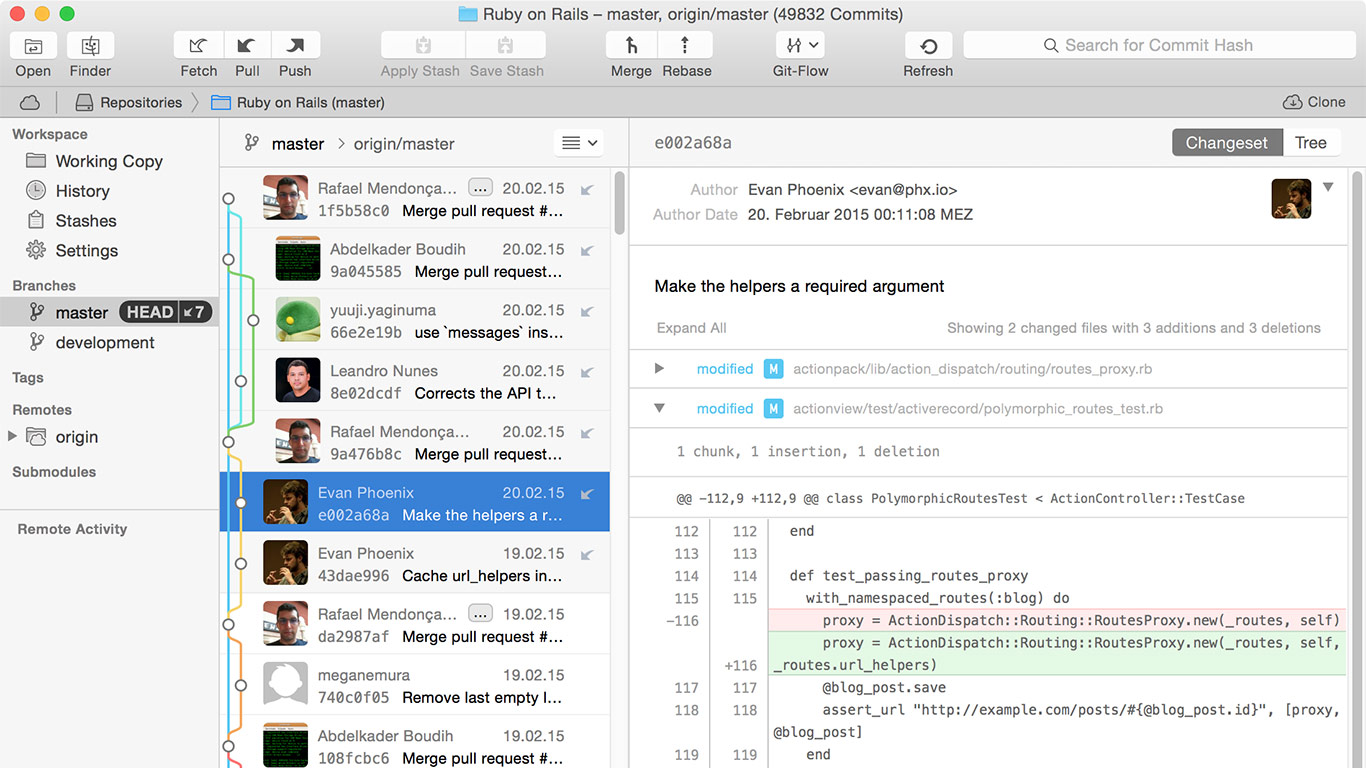 Ruby on Rails – master, origin/master (49832 Commits)
Open Finder Fetch Pull Push Apply Stash Save Stash Merge Rebase Git-Flow Refresh Search for Commit Hash
Repositories Ruby on Rails (master) Clone
Workspace
Working Copy
History
Stashes
Settings
Branches
master HEAD 7
development
Tags
Remotes
origin
Submodules
Remote Activity
master origin/master
Rafael Mendonça... ... 20.02.15
1f5b58c0 Merge pull request #...
Abdelkader Boudih 20.02.15
9a045585 Merge pull request...
yuuji.yaginuma 20.02.15
66e2e19b use `messages` ins...
Leandro Nunes 20.02.15
8e02dcdf Corrects the API t...
Rafael Mendonça... 20.02.15
9a476b8c Merge pull request...
Evan Phoenix 20.02.15
e002a68a Make the helpers a r...
Evan Phoenix 19.02.15
43dae996 Cache url_helpers in...
Rafael Mendonça... ... 19.02.15
da2987af Merge pull request #...
meganemura 19.02.15
740c0f05 Remove last empty l...
Abdelkader Boudih 19.02.15
108fcbc6 Merge pull request #...
e002a68a Changeset Tree
Author Evan Phoenix <evan@phx.io>
Author Date 20. Februar 2015 00:11:08 MEZ
Make the helpers a required argument
Expand All Showing 2 changed files with 3 additions and 3 deletions
modified M actionpack/lib/action_dispatch/routing/routes_proxy.rb
modified M actionview/test/activerecord/polymorphic_routes_test.rb
1 chunk, 1 insertion, 1 deletion
@@ -112,9 +112,9 @@ class PolymorphicRoutesTest < ActionController::TestCase
112 112 end
113 113
114 114 def test_passing_routes_proxy
115 115 with_namespaced_routes(:blog) do
-116 proxy = ActionDispatch::Routing::RoutesProxy.new(_routes, self)
proxy = ActionDispatch::Routing::RoutesProxy.new(_routes, self,
+116 _routes.url_helpers)
117 117 @blog_post.save
118 118 assert_url "http://example.com/posts/#{@blog_post.id}", [proxy,
@blog_post]
119 119 end